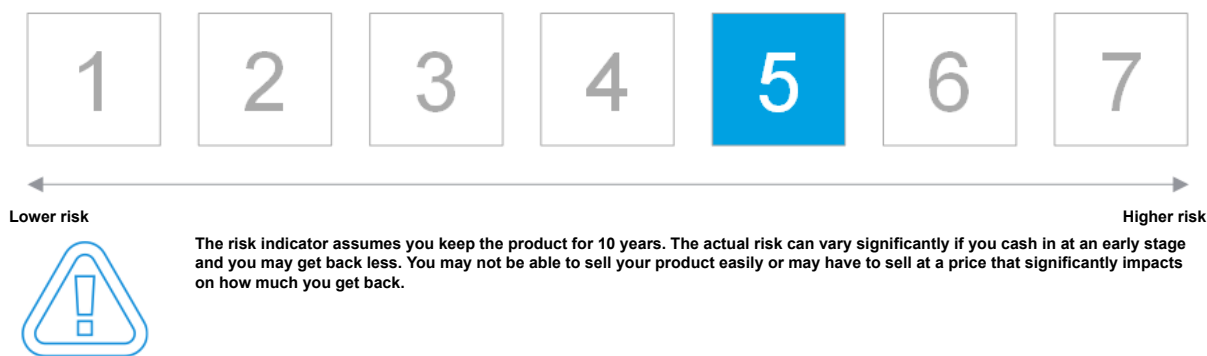 1 2 3 4 5 6 7
Lower risk Higher risk
The risk indicator assumes you keep the product for 10 years. The actual risk can vary significantly if you cash in at an early stage
and you may get back less. You may not be able to sell your product easily or may have to sell at a price that significantly impacts
on how much you get back.